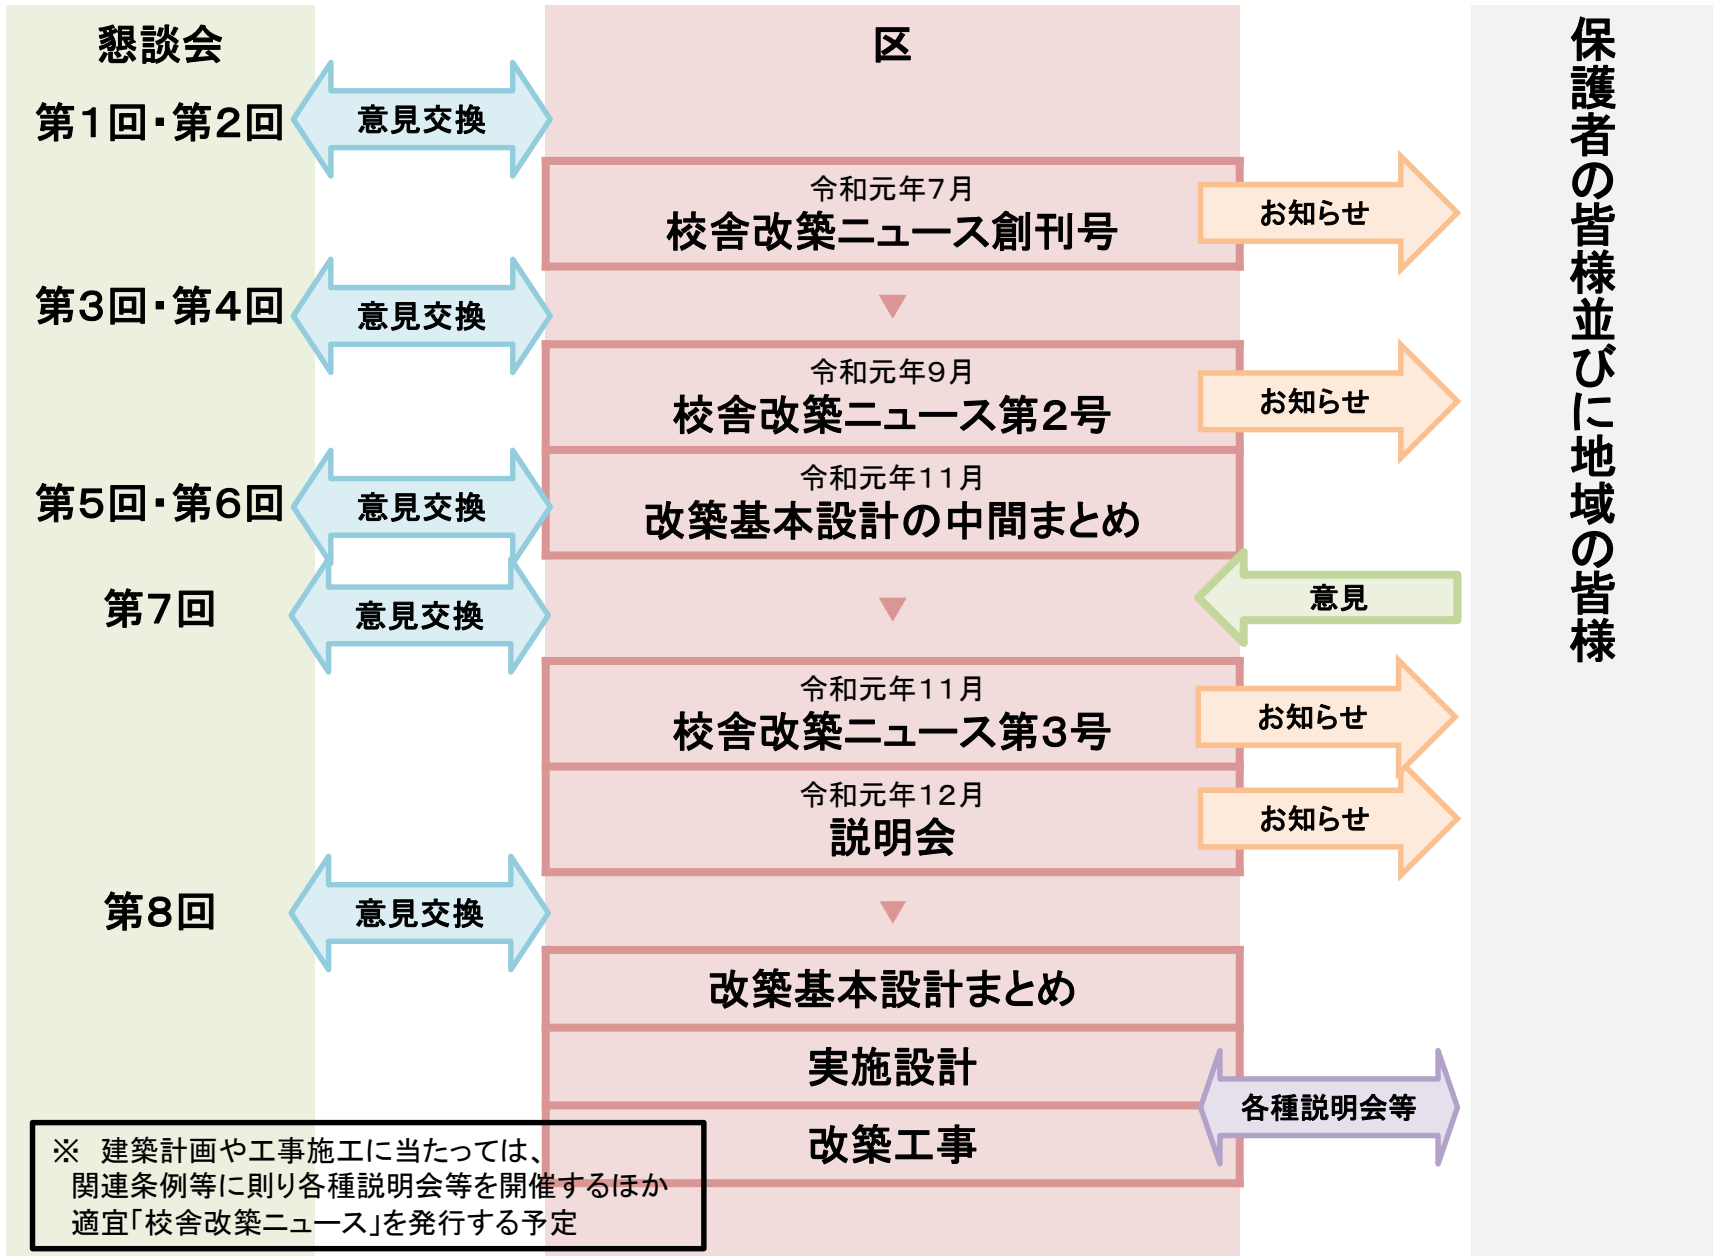 懇談会
区
保護者の皆様並びに地域の皆様
第1回・第2回
意見交換
令和元年7月
校舎改築ニュース創刊号
お知らせ
第3回・第4回
意見交換
令和元年9月
校舎改築ニュース第2号
お知らせ
第5回・第6回
意見交換
令和元年11月
改築基本設計の中間まとめ
第7回
意見交換
意見
令和元年11月
校舎改築ニュース第3号
お知らせ
令和元年12月
説明会
お知らせ
第8回
意見交換
改築基本設計まとめ
実施設計
各種説明会等
改築工事
※ 建築計画や工事施工に当たっては、
関連条例等に則り各種説明会等を開催するほか
適宜「校舎改築ニュース」を発行する予定